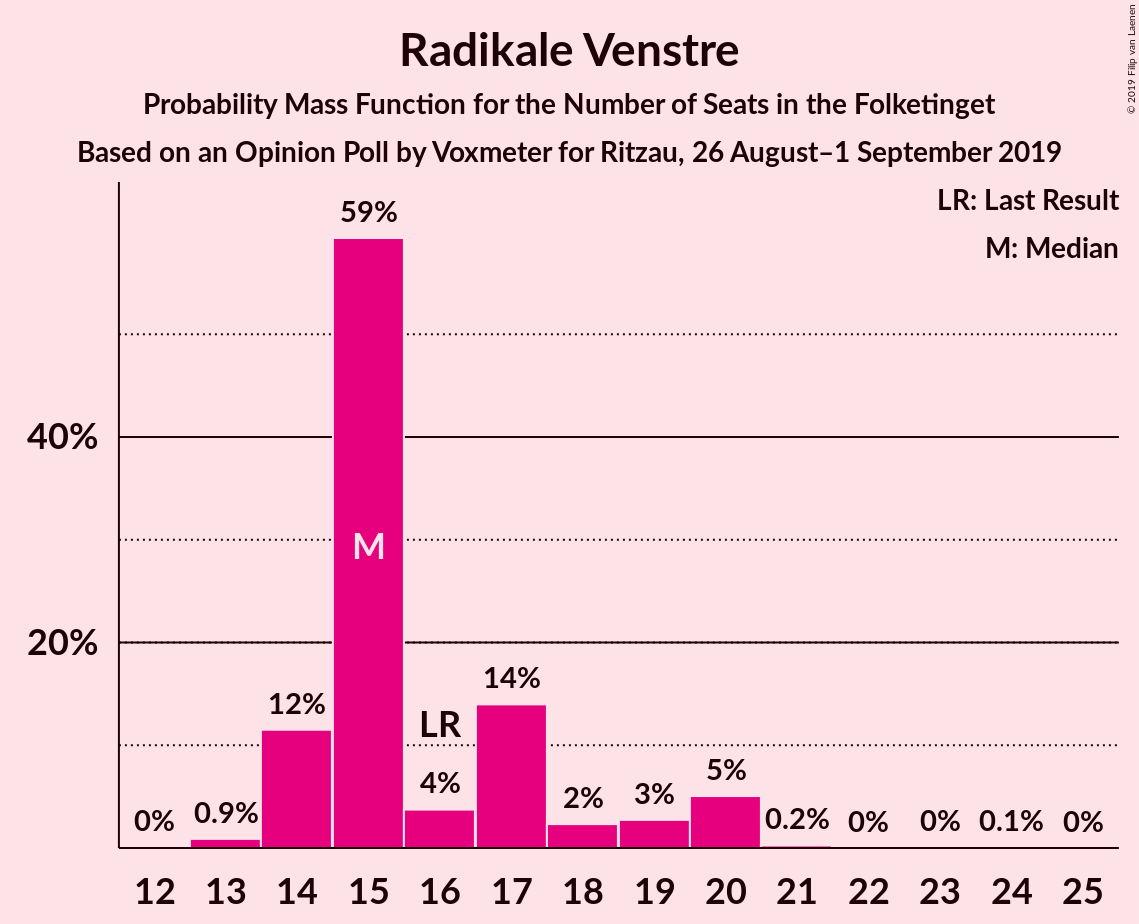 Radikale Venstre
Probability Mass Function for the Number of Seats in the Folketinget
Based on an Opinion Poll by Voxmeter for Ritzau, 26 August–1 September 2019
© 2019 Filip van Laenen
LR: Last Result
M: Median
59%
40%
M
20%
14%
12%
LR
5%
4%
3%
2%
0.9%
0%
0.2%
0%
0%
0.1%
0%
12 13 14 15 16 17 18 19 20 21 22 23 24 25